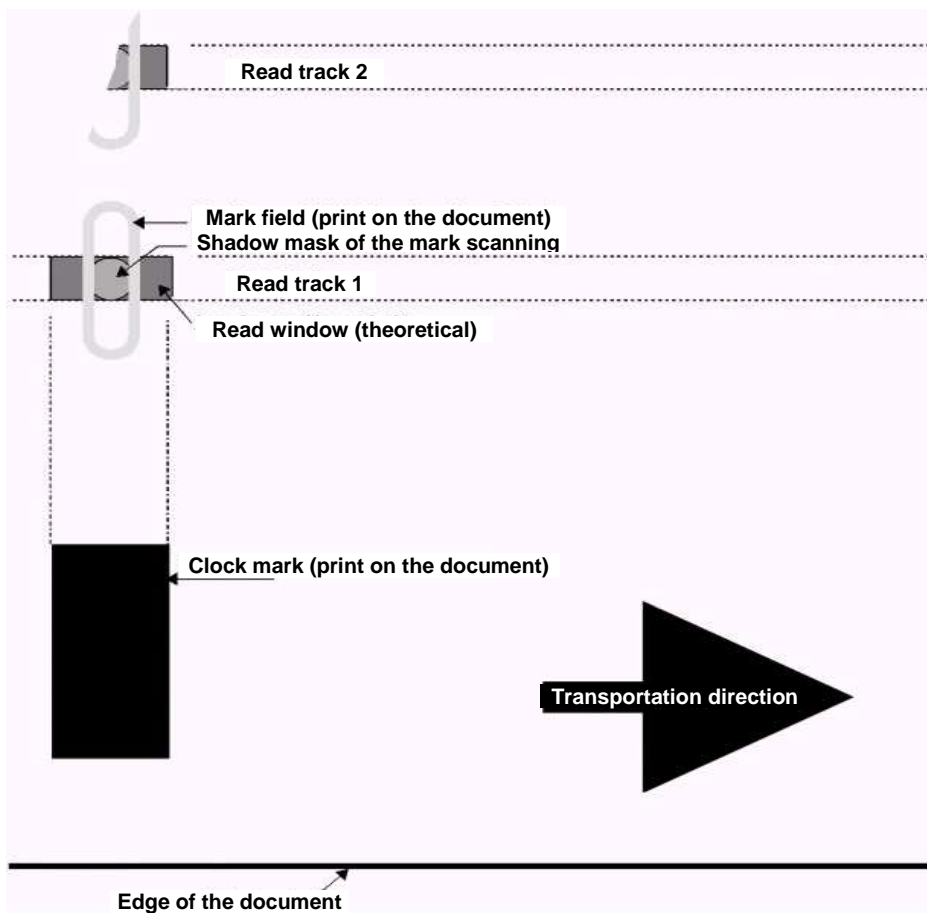 Read track 2
Mark field (print on the document)
Shadow mask of the mark scanning
Read track 1
Read window (theoretical)
Clock mark (print on the document)
Transportation direction
Edge of the document